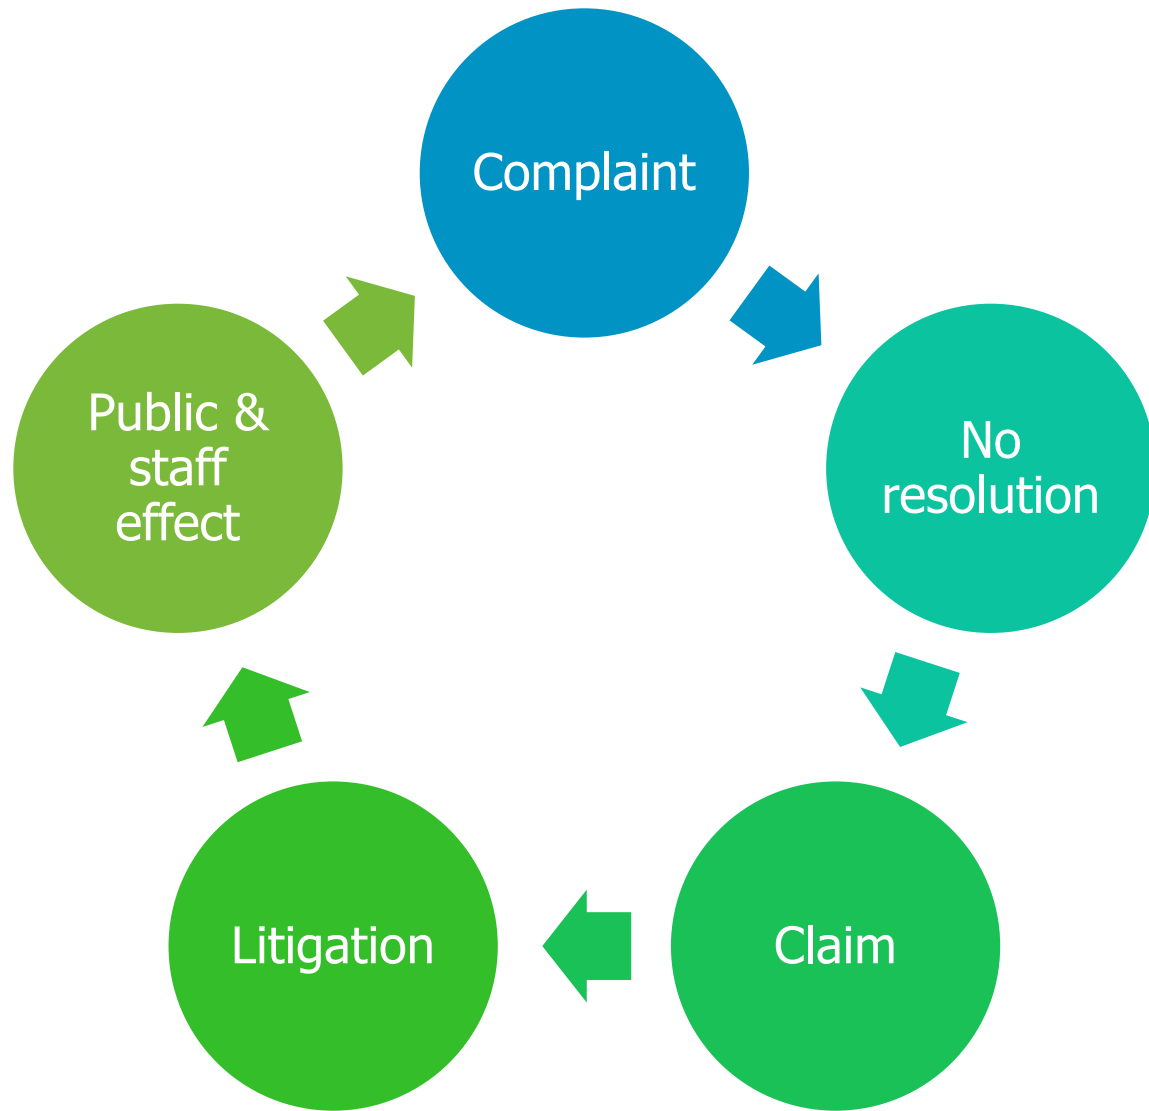 Complaint
No
resolution
Claim
Litigation
Public &
staff
effect